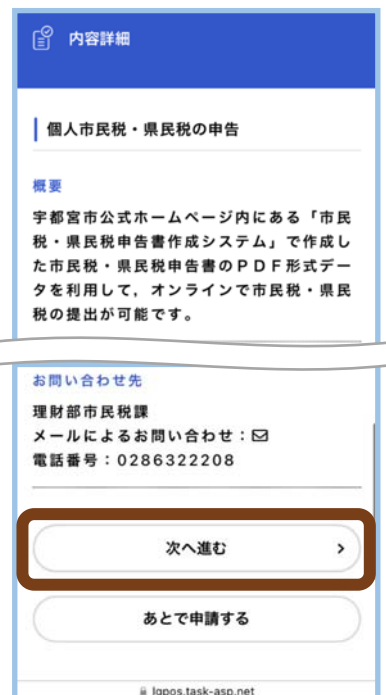 内容詳細
個人市民税・県民税の申告
概要
宇都宮市公式ホームページ内にある「市民
税・県民税申告書作成システム」で作成し
た市民税・県民税申告書のＰＤＦ形式デー
タを利用して，オンラインで市民税・県民
税の提出が可能です。
お問い合わせ先
理財部市民税課
メールによるお問い合わせ：
電話番号：0286322208
次へ進む
あとで申請する
lgpos.task-asp.net